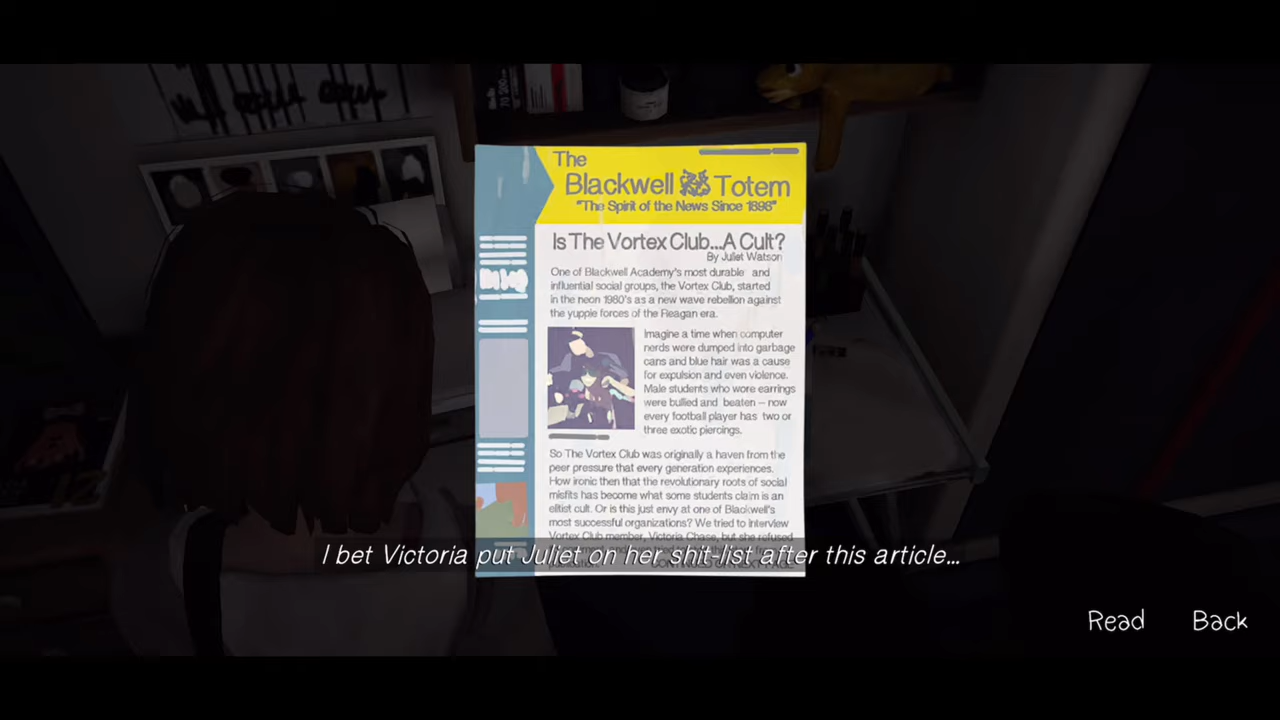 The
Blackwell Totem
"The Spirit of the News Since 1898"
Is The Vortex Club...A Cult?
By Juliet Watson
One of Blackwell Academy's most durable and
influential social groups, the Vortex Club, started
in the neon 1980's as a new wave rebellion against
the yuppie forces of the Reagan era.
Imagine a time when computer
nerds were dumped into garbage
cans and blue hair was a cause
for expulsion and even violence.
Male students who wore earrings
were bullied and beaten – now
every football player has two or
three exotic piercings.
So The Vortex Club was originally a haven from the
peer pressure that every generation experiences.
How ironic then that the revolutionary roots of social
misfits has become what some students claim is an
elitist cult. Or is this just envy at one of Blackwell's
most successful organizations? We tried to interview
Vortex Club member, Victoria Chase, but she refused
I bet Victoria put Juliet on her shit-list after this article...
Read
Back